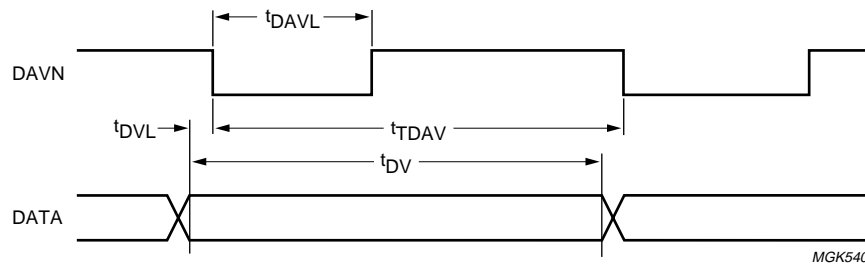 tDAVL
DAVN
tDVL
tTDAV
tDV
DATA
MGK540